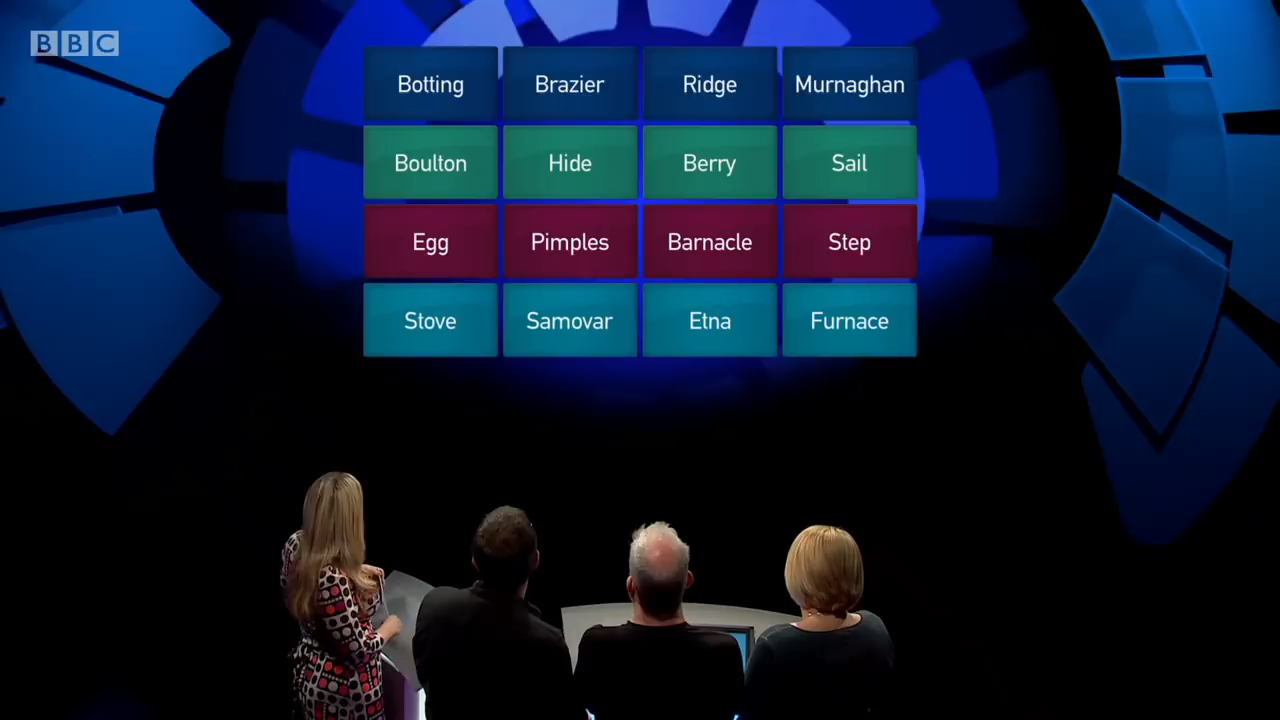 BBC
Botting Brazier Ridge Murnaghan
Boulton Hide Berry Sail
Egg Pimples Barnacle Step
Stove Samovar Etna Furnace